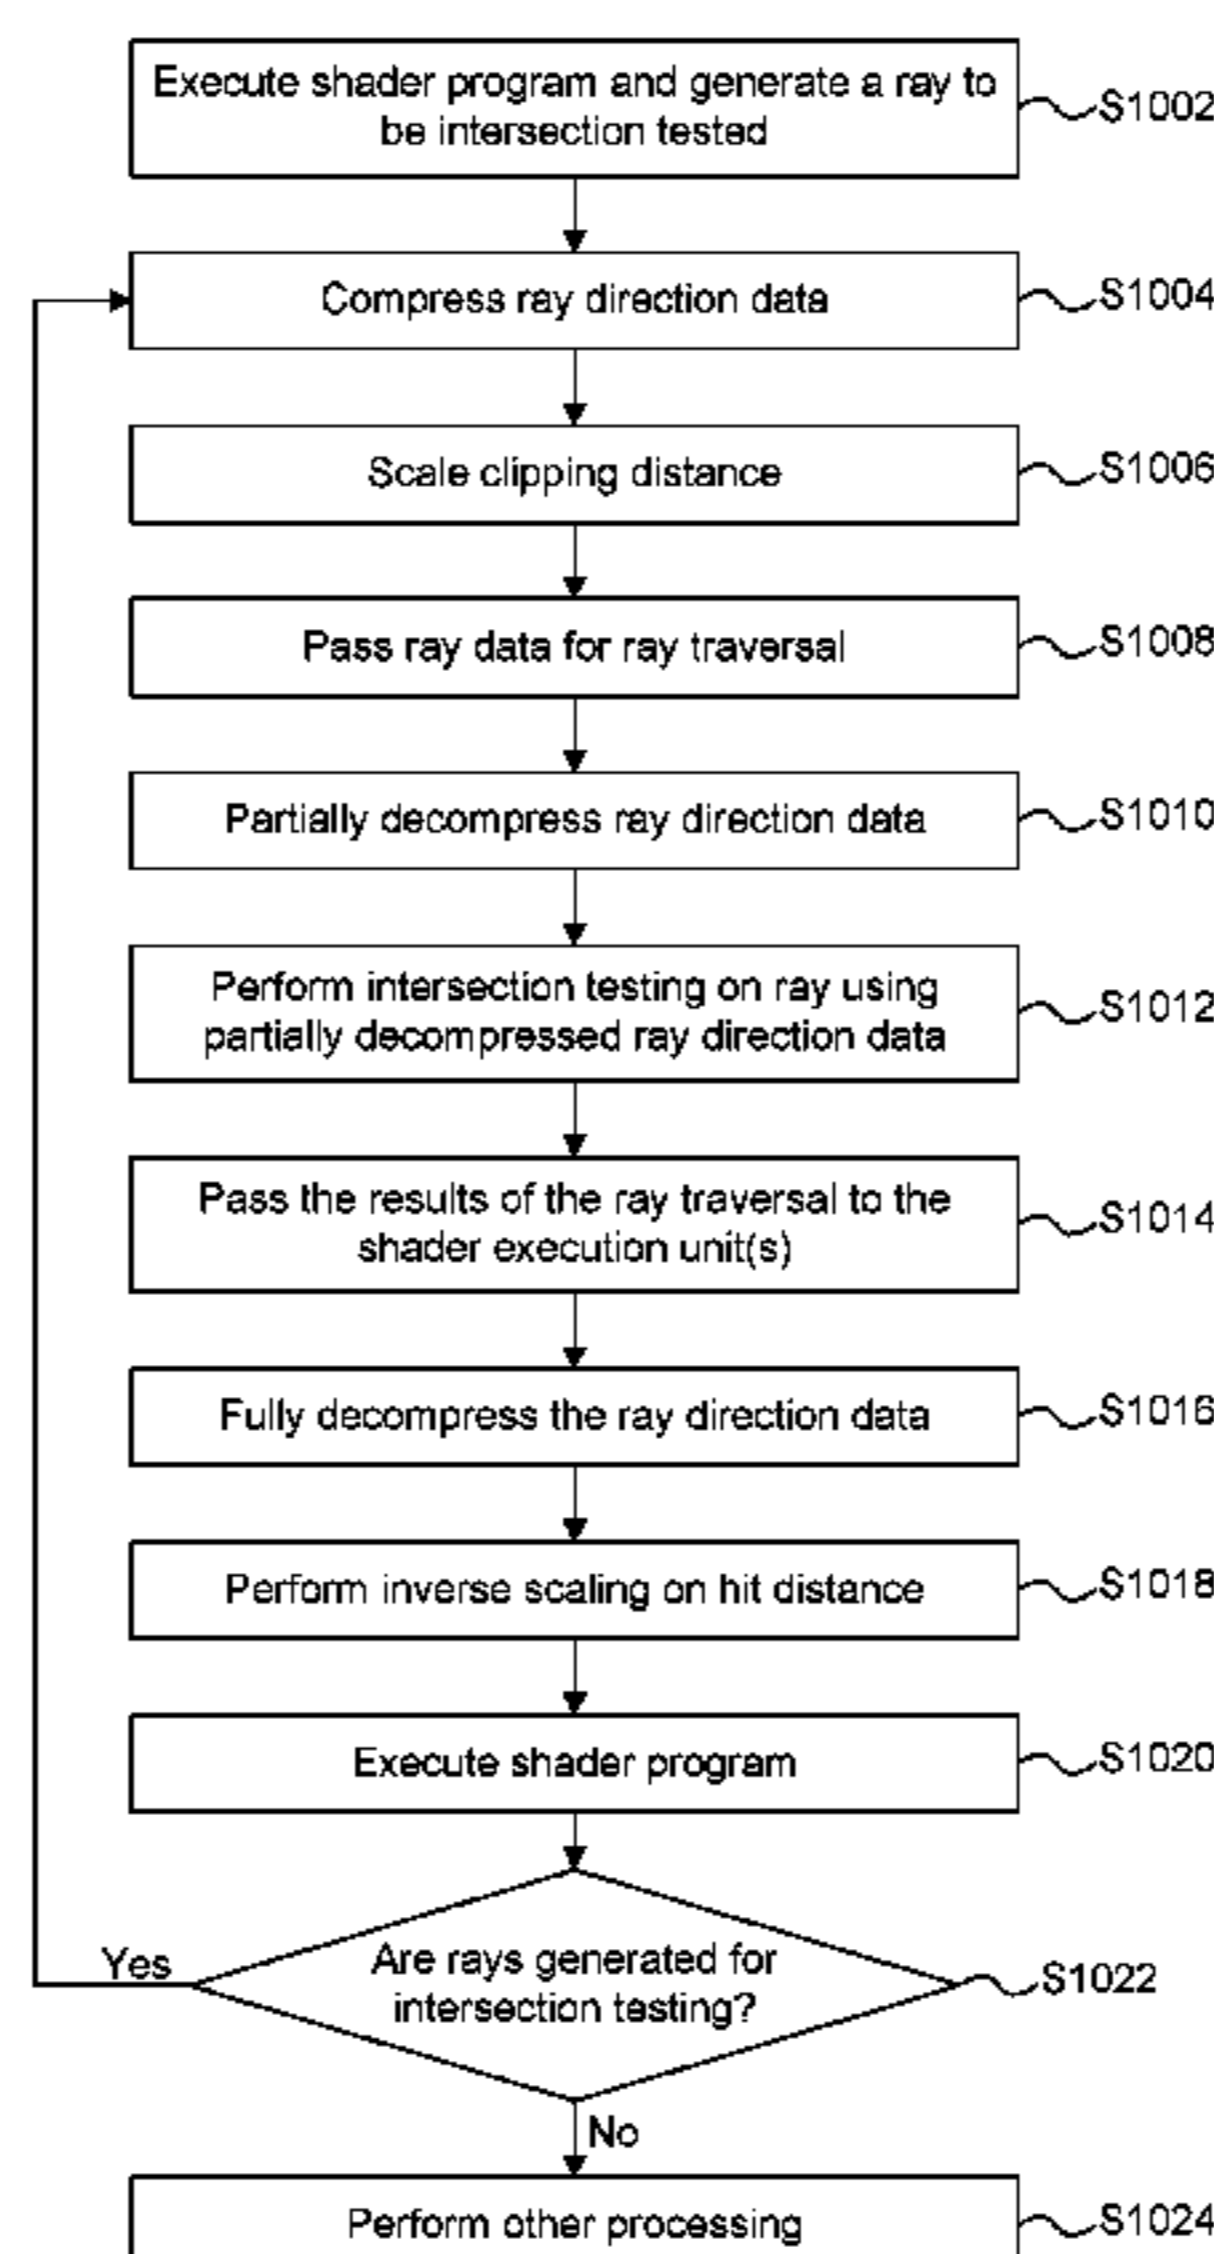 Execute shader program and generate a ray to
be intersection tested
S1002
Compress ray direction data
S1004
Scale clipping distance
S1006
Pass ray data for ray traversal
S1008
Partially decompress ray direction data
S1010
Perform intersection testing on ray using
partially decompressed ray direction data
S1012
Pass the results of the ray traversal to the
shader execution unit(s)
S1014
Fully decompress the ray direction data
S1016
Perform inverse scaling on hit distance
S1018
Execute shader program
S1020
Are rays generated for
intersection testing?
S1022
Yes
No
Perform other processing
S1024